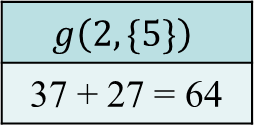 g(2,{5})
37 + 27 = 64